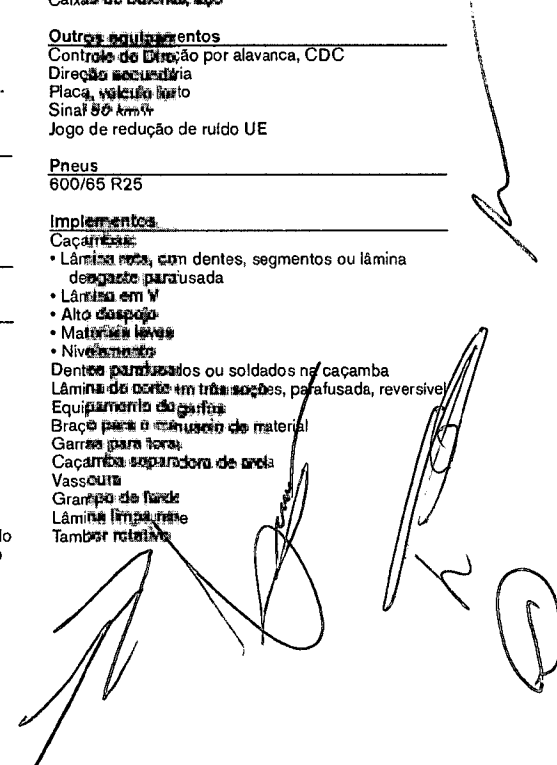 Outros equipamentos
Controle de Direção por alavanca, CDC
Direção secundária
Placa, veículo lento
Sinal 50 km/h
Jogo de redução de ruído UE
Pneus
600/65 R25
Implementos
Caçambas:
• Lâmina reta, com dentes, segmentos ou lâmina
desgaste parafusada
• Lâmina em V
• Alto despejo
• Materiais leves
• Nivelamento
Dentes parafusados ou soldados na caçamba
Lâmina de corte em três seções, parafusada, reversível
Equipamento de garfos
Braço para o manuseio de material
Garras para toras
Caçamba separadora de areia
Vassoura
Grampo de fardo
Lâmina limpa neve
Tambor rotativo